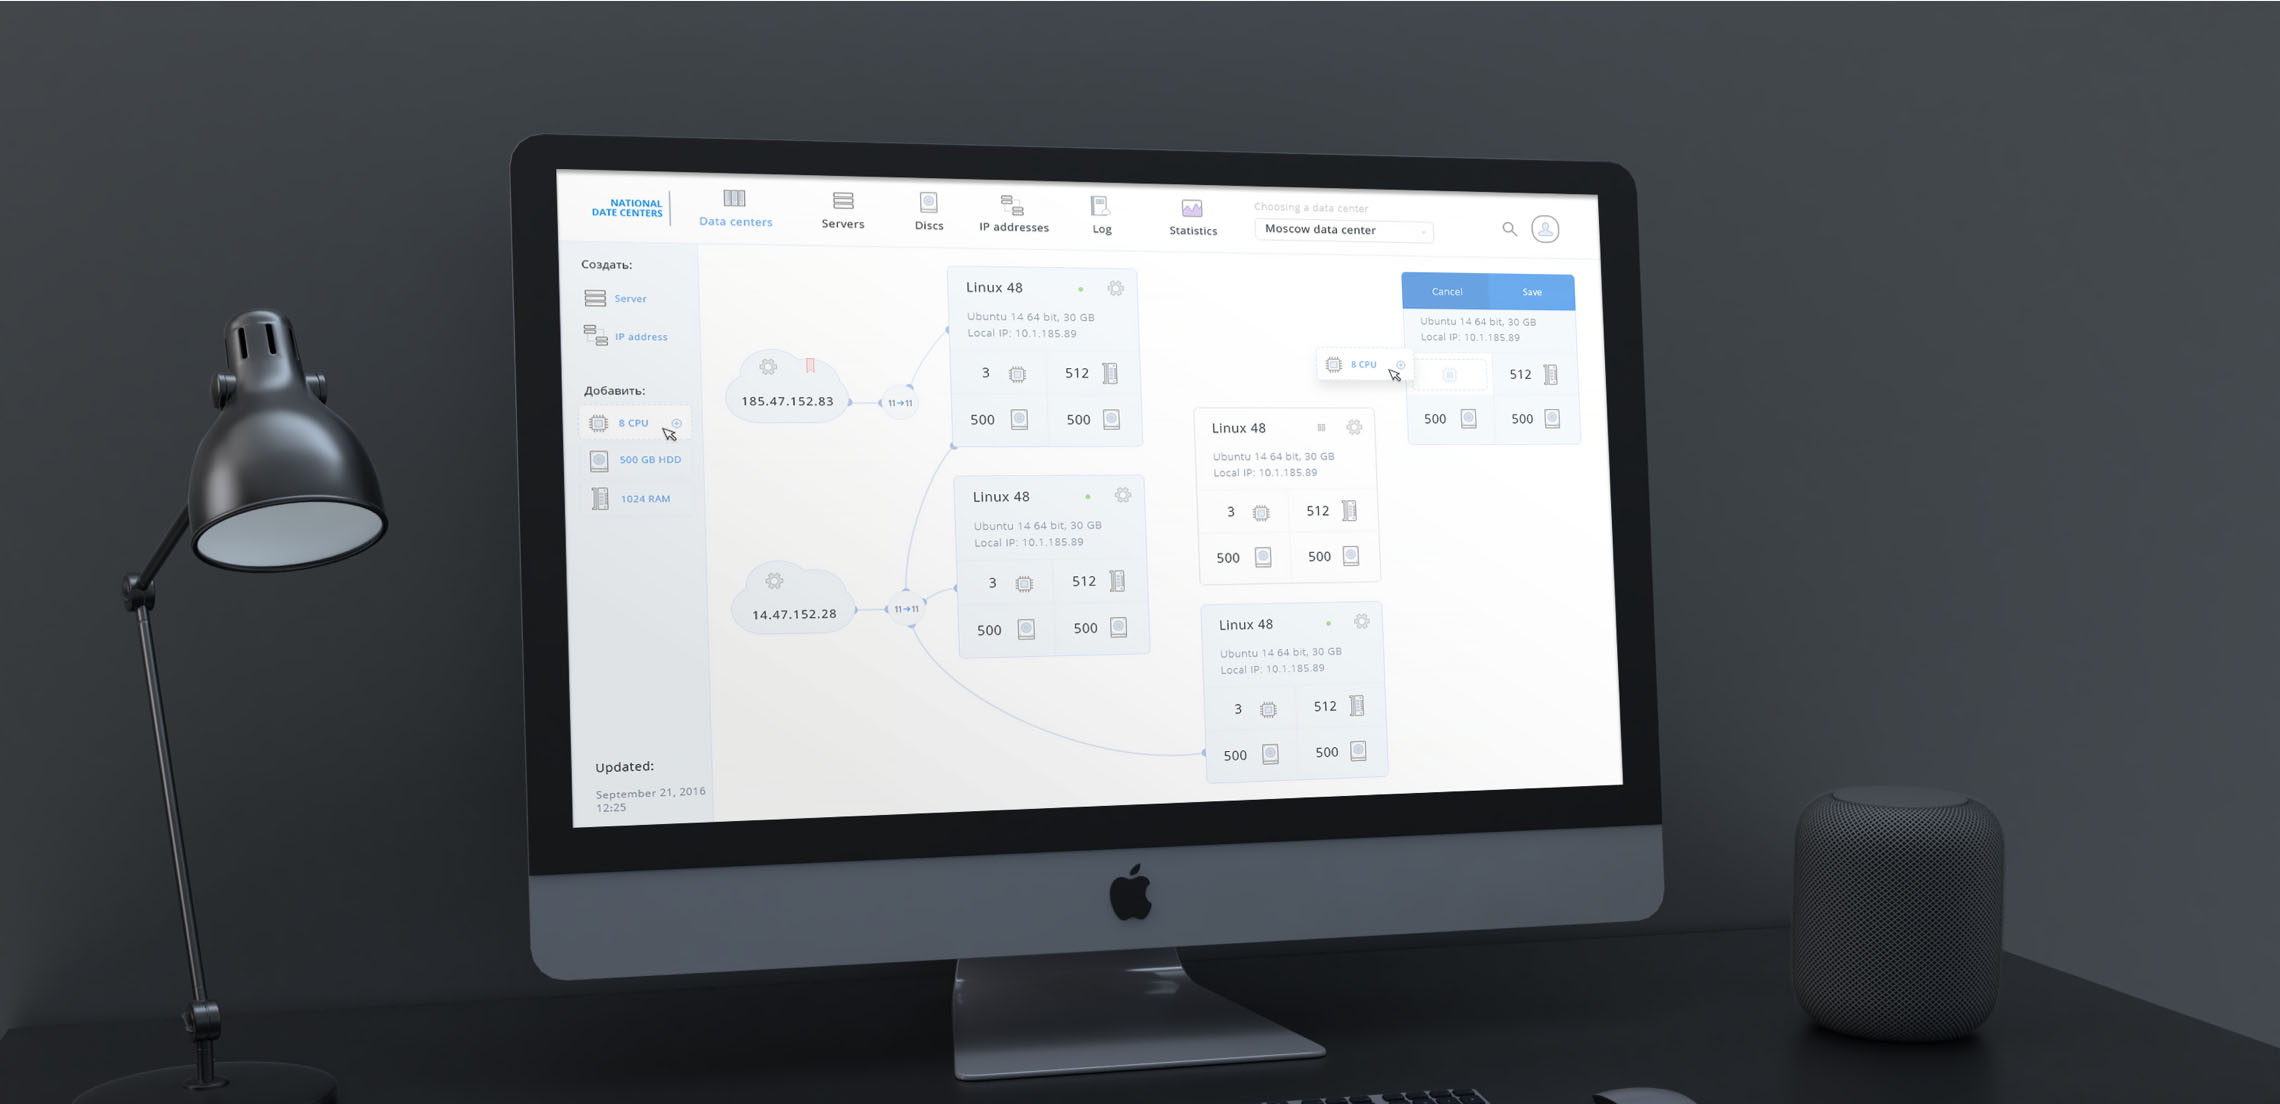 NATIONAL
DATE CENTERS
Data centers
Servers
Discs
IP addresses
Log
Statistics
Choosing a data center
Moscow data center
Создать:
Server
IP address
Добавить:
8 CPU
500 GB HDD
1024 RAM
Updated:
September 21, 2016
12:25
185.47.152.83
11→11
14.47.152.28
11→11
Linux 48
Ubuntu 14 64 bit, 30 GB
Local IP: 10.1.185.89
3 512
500 500
Linux 48
Ubuntu 14 64 bit, 30 GB
Local IP: 10.1.185.89
3 512
500 500
Linux 48
Ubuntu 14 64 bit, 30 GB
Local IP: 10.1.185.89
3 512
500 500
Linux 48
Ubuntu 14 64 bit, 30 GB
Local IP: 10.1.185.89
3 512
500 500
Cancel Save
Ubuntu 14 64 bit, 30 GB
Local IP: 10.1.185.89
8 CPU
512
500 500